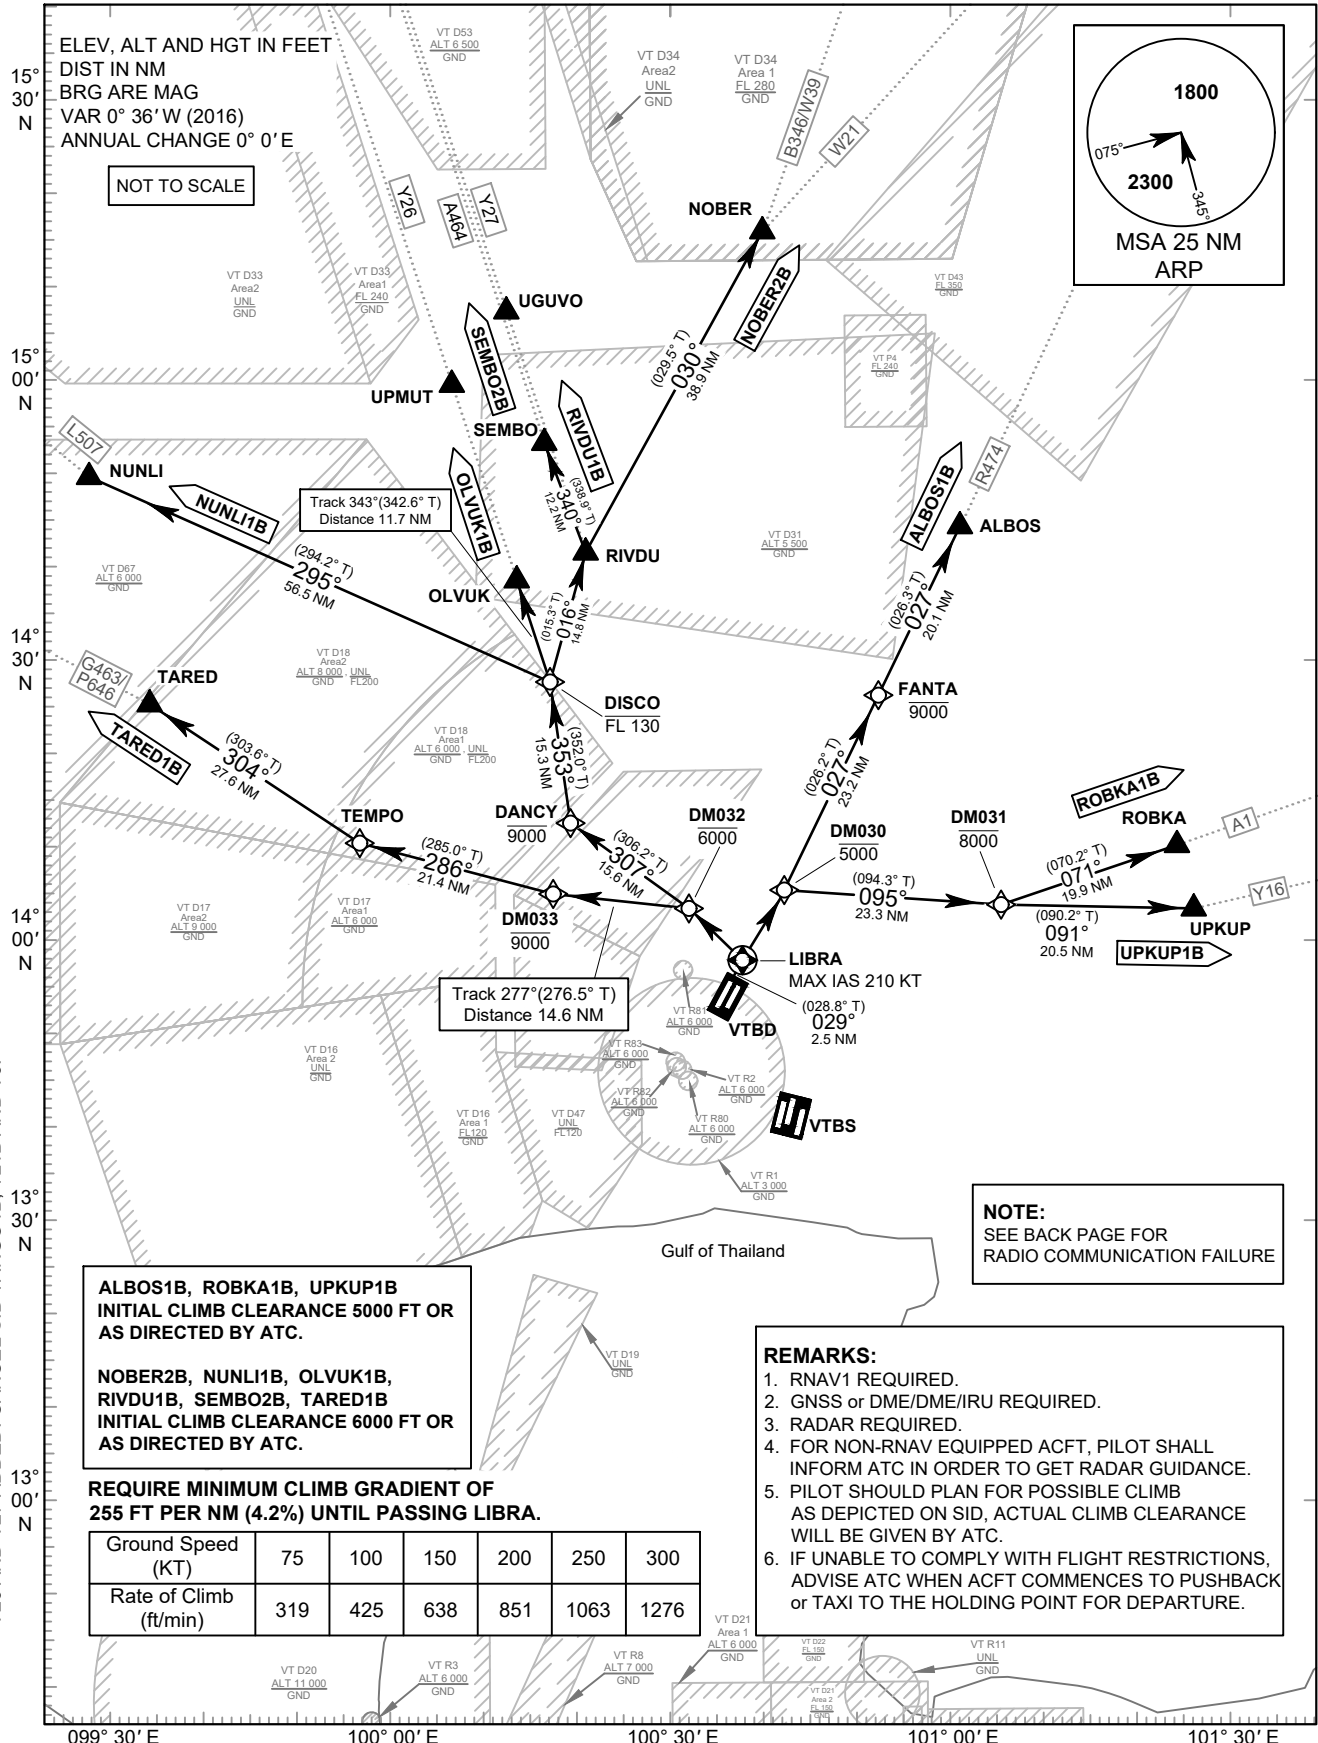 ELEV, ALT AND HGT IN FEET
DIST IN NM
BRG ARE MAG
VAR 0° 36' W (2016)
ANNUAL CHANGE 0° 0' E
NOT TO SCALE
15°
30'
N
15°
00'
N
14°
30'
N
14°
00'
N
13°
30'
N
13°
00'
N
VT D53
ALT 6 500
GND
VT D34
Area2
UNL
GND
VT D34
Area 1
FL 280
GND
B346/W39
W21
1800
075°
2300
345°
MSA 25 NM
ARP
Y26
A464
Y27
NOBER
VT D33
Area2
UNL
GND
VT D33
Area1
FL 240
GND
UGUVO
VT D43
FL 350
GND
NOBER2B
SEMBO2B
(029.5° T)
030°
38.9 NM
VT P4
FL 240
GND
UPMUT
RIVDU1B
SEMBO
L507
NUNLI
NUNLI1B
OLVUK1B
Track 343°(342.6° T)
Distance 11.7 NM
(338.9° T)
340°
12.2 NM
ALBOS1B
R474
ALBOS
VT D31
ALT 5 500
GND
RIVDU
(294.2° T)
295°
56.5 NM
VT D67
ALT 6 000
GND
OLVUK
(015.3° T)
016°
14.8 NM
(026.3° T)
027°
20.1 NM
G463/
P646
TARED
VT D18
Area2
ALT 8 000 , UNL
GND FL200
DISCO
FL 130
FANTA
9000
TARED1B
(303.6° T)
304°
27.6 NM
VT D18
Area1
ALT 6 000 , UNL
GND FL200
(352.0° T)
353°
15.3 NM
(026.2° T)
027°
23.2 NM
ROBKA1B
TEMPO
DANCY
9000
DM032
6000
DM030
5000
DM031
8000
ROBKA
A1
(285.0° T)
286°
21.4 NM
(306.2° T)
307°
15.6 NM
(094.3° T)
095°
23.3 NM
(070.2° T)
071°
19.9 NM
Y16
VT D17
Area2
ALT 9 000
GND
VT D17
Area1
ALT 6 000
GND
DM033
9000
(090.2° T)
091°
20.5 NM
UPKUP
UPKUP1B
LIBRA
MAX IAS 210 KT
Track 277°(276.5° T)
Distance 14.6 NM
(028.8° T)
029°
2.5 NM
VTBD
VT R81
ALT 6 000
GND
VT R83
ALT 6 000
GND
VT R2
ALT 6 000
GND
VT R82
ALT 6 000
GND
VT R80
ALT 6 000
GND
VTBS
VT D16
Area 2
UNL
GND
VT D16
Area 1
FL120
GND
VT D47
UNL
FL120
VT R1
ALT 3 000
GND
NOTE:
SEE BACK PAGE FOR
RADIO COMMUNICATION FAILURE
Gulf of Thailand
ALBOS1B, ROBKA1B, UPKUP1B
INITIAL CLIMB CLEARANCE 5000 FT OR
AS DIRECTED BY ATC.
NOBER2B, NUNLI1B, OLVUK1B,
RIVDU1B, SEMBO2B, TARED1B
INITIAL CLIMB CLEARANCE 6000 FT OR
AS DIRECTED BY ATC.
VT D19
UNL
GND
REMARKS:
1. RNAV1 REQUIRED.
2. GNSS or DME/DME/IRU REQUIRED.
3. RADAR REQUIRED.
4. FOR NON-RNAV EQUIPPED ACFT, PILOT SHALL
INFORM ATC IN ORDER TO GET RADAR GUIDANCE.
5. PILOT SHOULD PLAN FOR POSSIBLE CLIMB
AS DEPICTED ON SID, ACTUAL CLIMB CLEARANCE
WILL BE GIVEN BY ATC.
6. IF UNABLE TO COMPLY WITH FLIGHT RESTRICTIONS,
ADVISE ATC WHEN ACFT COMMENCES TO PUSHBACK
or TAXI TO THE HOLDING POINT FOR DEPARTURE.
REQUIRE MINIMUM CLIMB GRADIENT OF
255 FT PER NM (4.2%) UNTIL PASSING LIBRA.
Ground Speed (KT) 75 100 150 200 250 300
Rate of Climb (ft/min) 319 425 638 851 1063 1276
VT D20
ALT 11 000
GND
VT R3
ALT 6 000
GND
VT R8
ALT 7 000
GND
VT D21
Area 1
ALT 6 000
GND
VT D22
FL 150
GND
VT D21
Area 2
FL 150
GND
VT R11
UNL
GND
099° 30' E
100° 00' E
100° 30' E
101° 00' E
101° 30' E